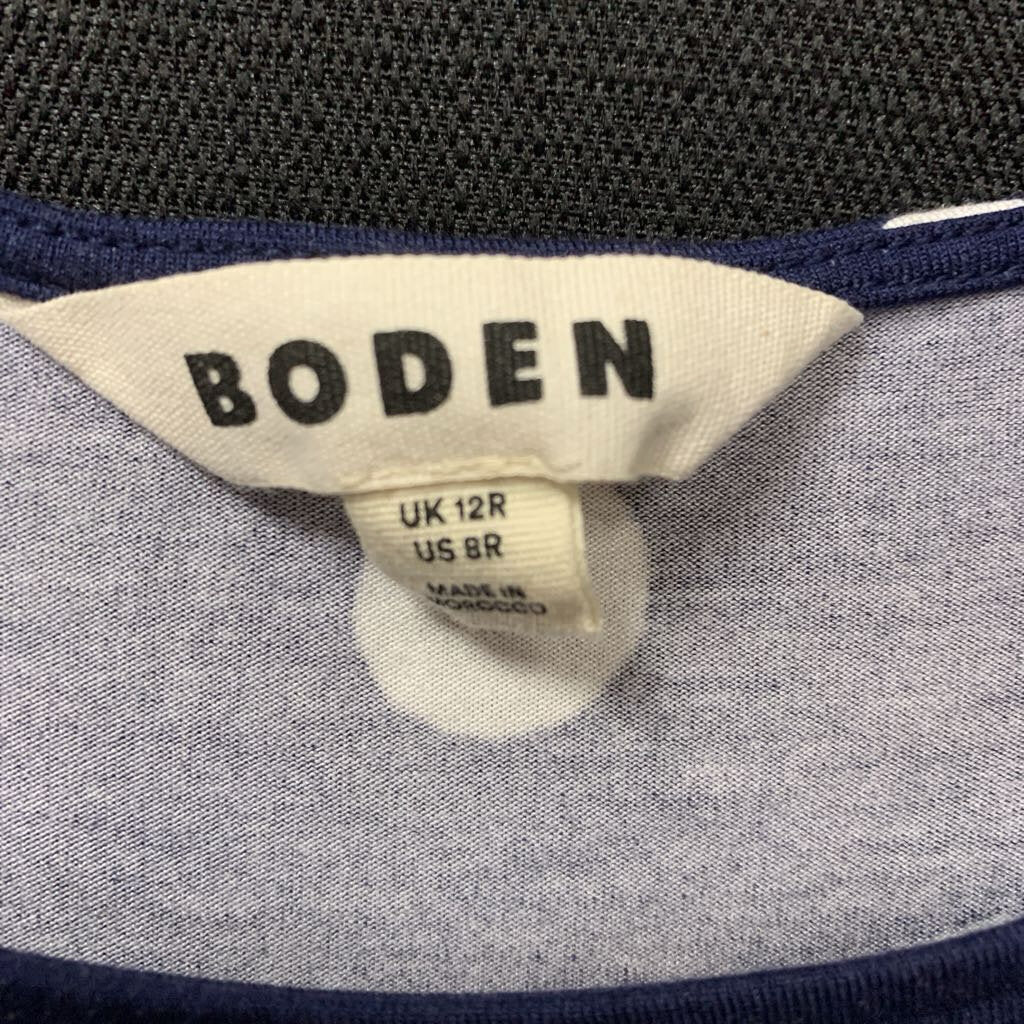 BODEN
UK 12R
US 8R
MADE IN
MOROCCO